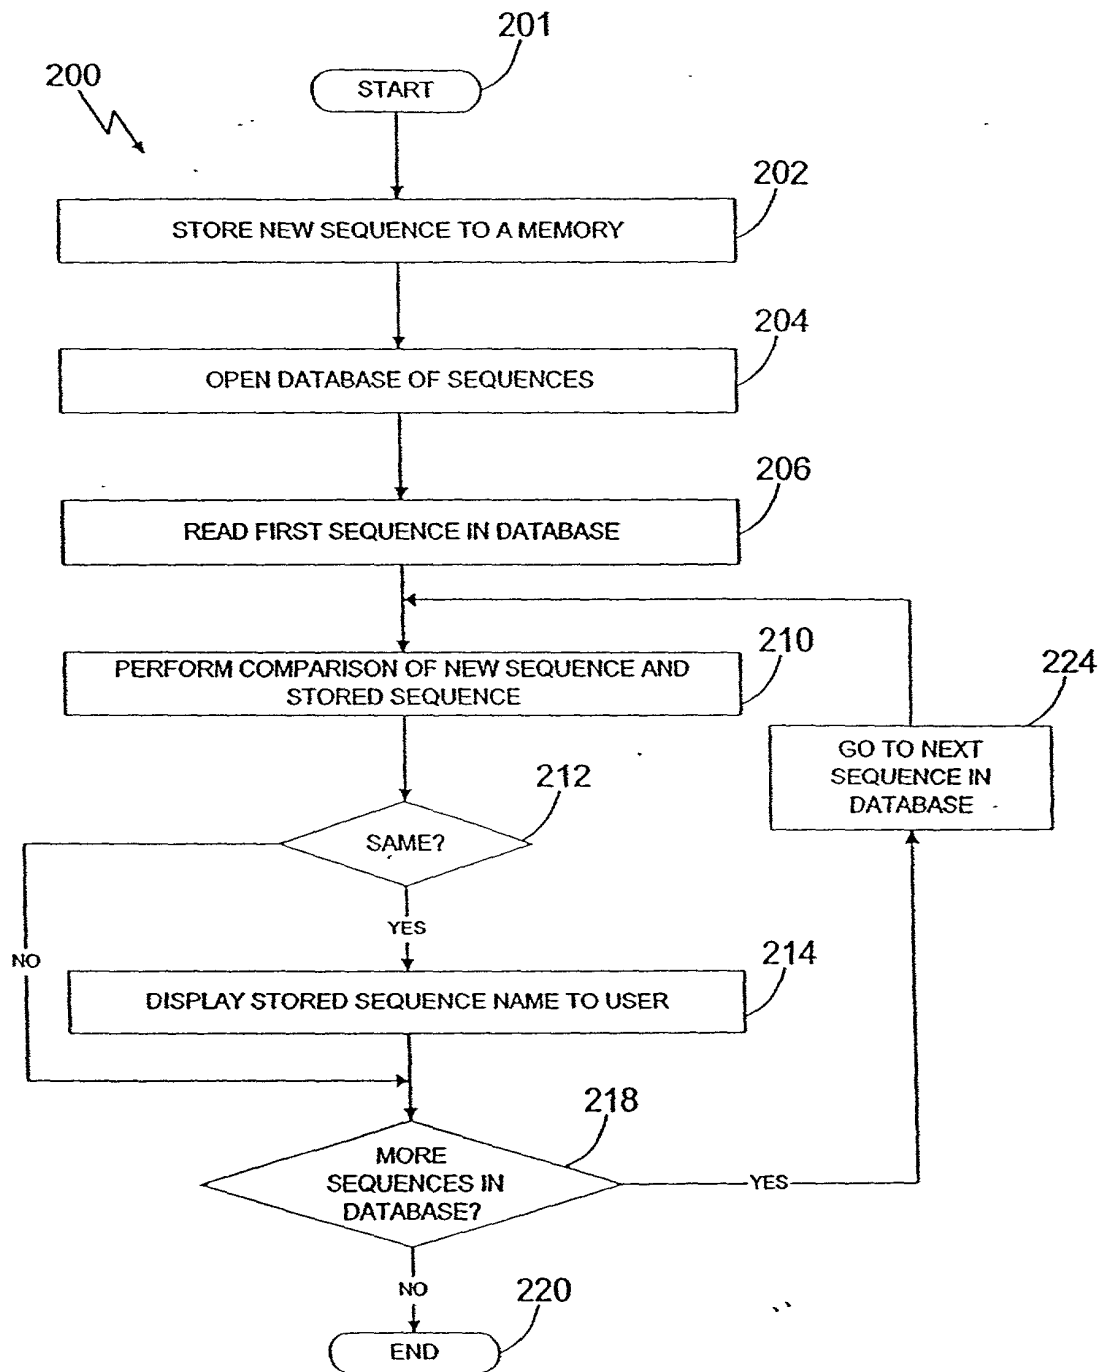 201
200
START
202
STORE NEW SEQUENCE TO A MEMORY
204
OPEN DATABASE OF SEQUENCES
206
READ FIRST SEQUENCE IN DATABASE
210
PERFORM COMPARISON OF NEW SEQUENCE AND
STORED SEQUENCE
224
GO TO NEXT
SEQUENCE IN
DATABASE
212
SAME?
YES
NO
214
DISPLAY STORED SEQUENCE NAME TO USER
218
MORE
SEQUENCES IN
DATABASE?
YES
NO
220
END